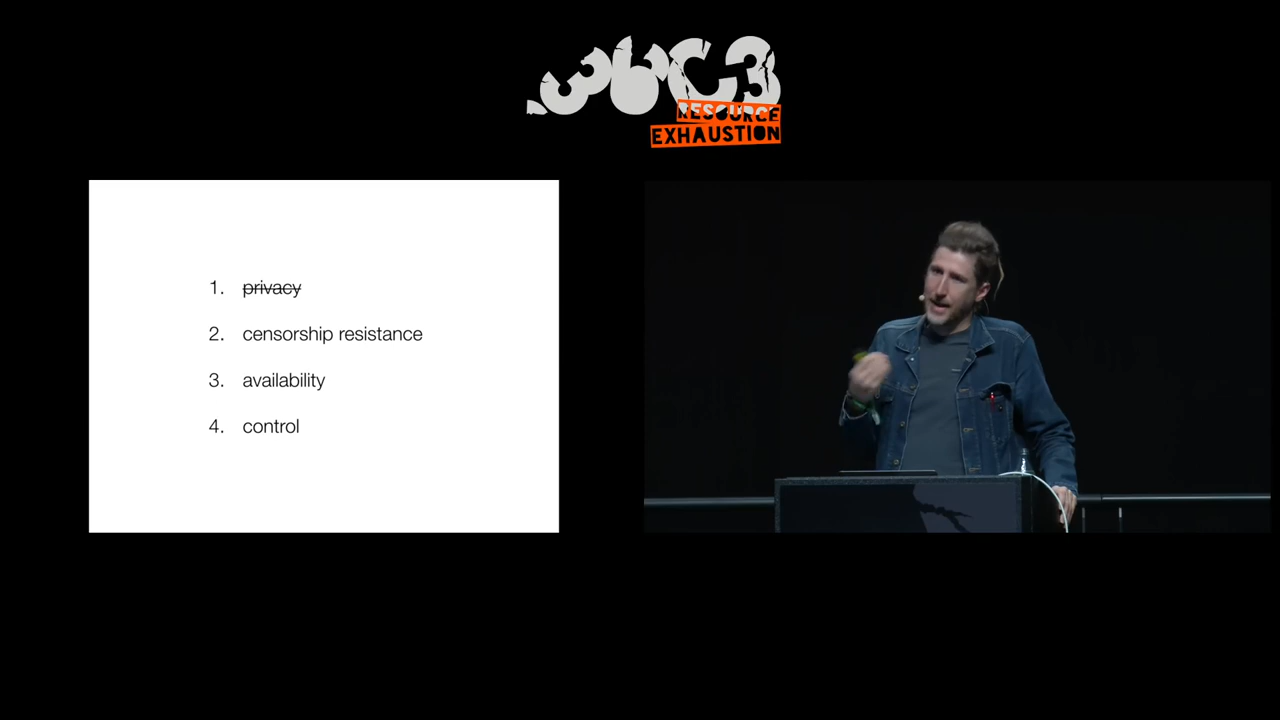 36C3
RESOURCE
EXHAUSTION
1. privacy
2. censorship resistance
3. availability
4. control